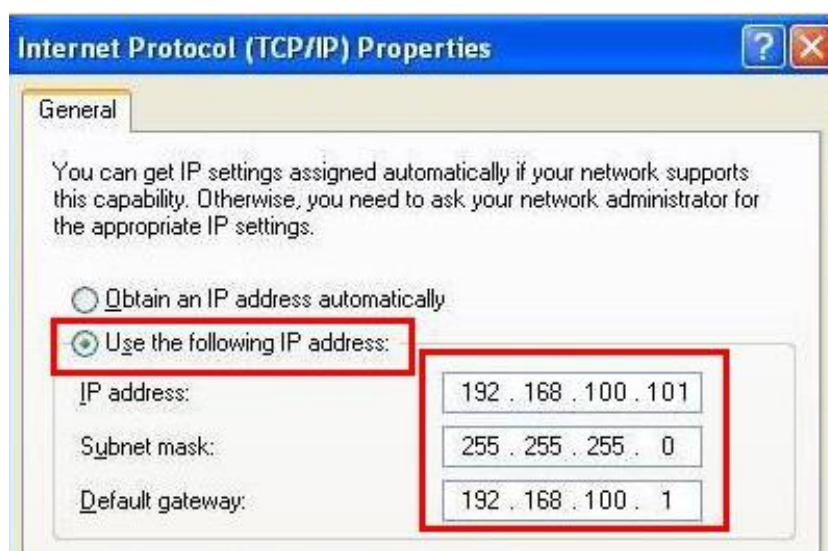 Internet Protocol (TCP/IP) Properties
General
You can get IP settings assigned automatically if your network supports
this capability. Otherwise, you need to ask your network administrator for
the appropriate IP settings.
Obtain an IP address automatically
Use the following IP address:
IP address: 192 . 168 . 100 . 101
Subnet mask: 255 . 255 . 255 . 0
Default gateway: 192 . 168 . 100 . 1